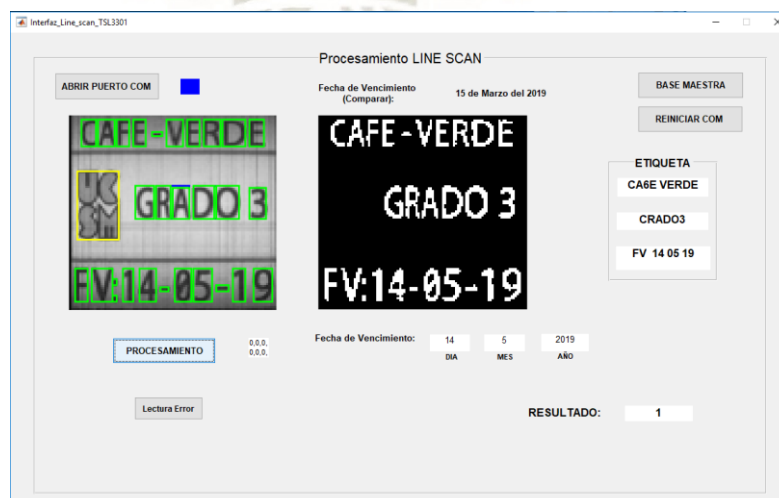 Interfaz_Line_scan_TSL3301
Procesamiento LINE SCAN
ABRIR PUERTO COM
Fecha de Vencimiento
(Comparar):
15 de Marzo del 2019
BASE MAESTRA
REINICIAR COM
CAFE-VERDE
UCSM
GRADO 3
FV:14-05-19
CAFE-VERDE
GRADO 3
FV:14-05-19
ETIQUETA
CA6E VERDE
CRADO3
FV 14 05 19
PROCESAMIENTO
0,0,0,
0,0,0,
Fecha de Vencimiento:
14
5
2019
DIA
MES
AÑO
Lectura Error
RESULTADO:
1